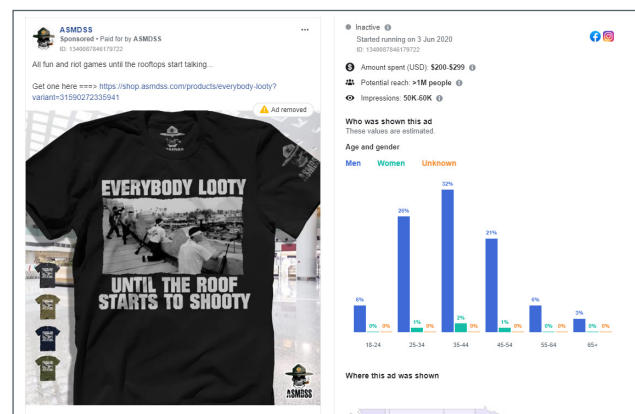 ASMDSS
Sponsored • Paid for by ASMDSS
ID: 1340087846179722
All fun and riot games until the rooftops start talking...
Get one here ===> https://shop.asmdss.com/products/everybody-looty?
variant=31590272335941
Ad removed
ASMDSS
EVERYBODY LOOTY
UNTIL THE ROOF
STARTS TO SHOOTY
ASMDSS
Inactive
Started running on 3 Jun 2020
ID: 1340087846179722
Amount spent (USD): $200-$299
Potential reach: >1M people
Impressions: 50K-60K
Who was shown this ad
These values are estimated.
Age and gender
Men Women Unknown
6% 0% 0%
26% 1% 0%
32% 2% 0%
21% 1% 0%
6% 0% 0%
3% 0% 0%
18-24 25-34 35-44 45-54 55-64 65+
Where this ad was shown